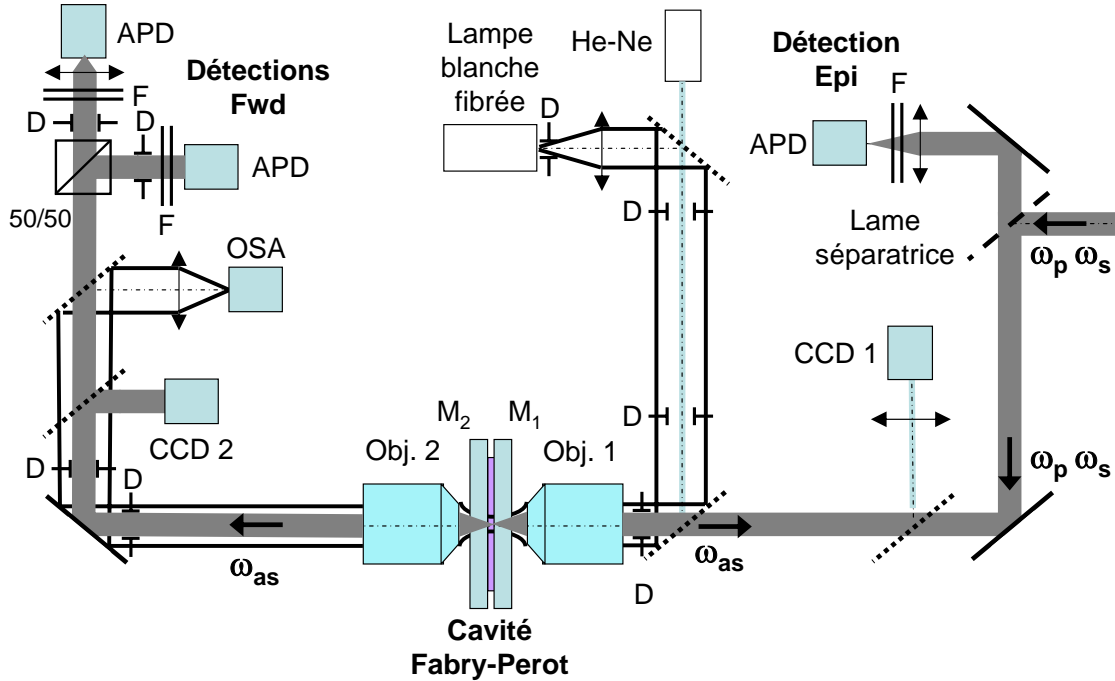 APD
Détections
Fwd
F
D
D
APD
50/50
F
OSA
CCD 2
D
D
ωas
Lampe
blanche
fibrée
He-Ne
D
D
D
M2
M1
Obj. 2
Obj. 1
Cavité
Fabry-Perot
D
ωas
Détection
Epi
F
APD
Lame
séparatrice
ωp ωs
CCD 1
ωp ωs